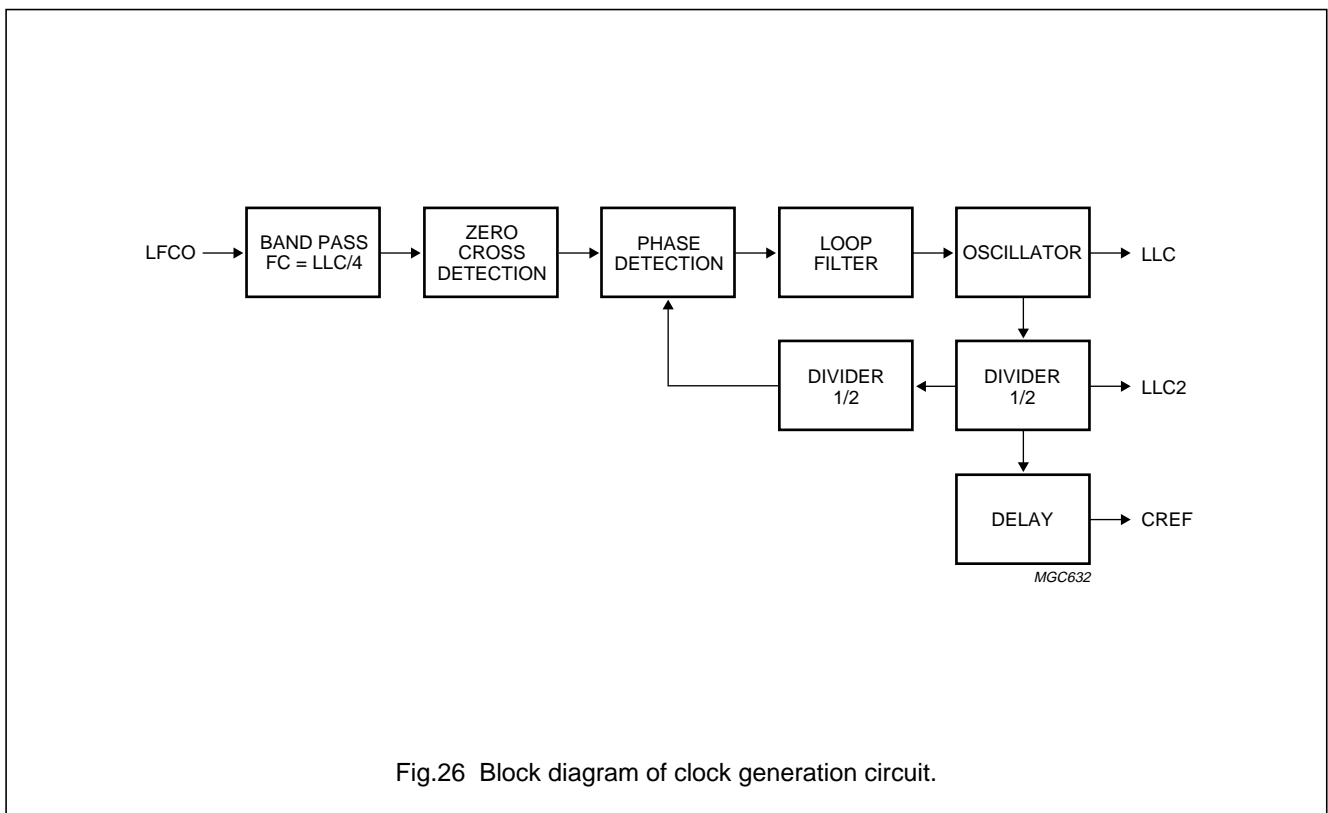 LFCO
BAND PASS
FC = LLC/4
ZERO
CROSS
DETECTION
PHASE
DETECTION
LOOP
FILTER
OSCILLATOR
LLC
DIVIDER
1/2
DIVIDER
1/2
LLC2
DELAY
CREF
MGC632
Fig.26 Block diagram of clock generation circuit.